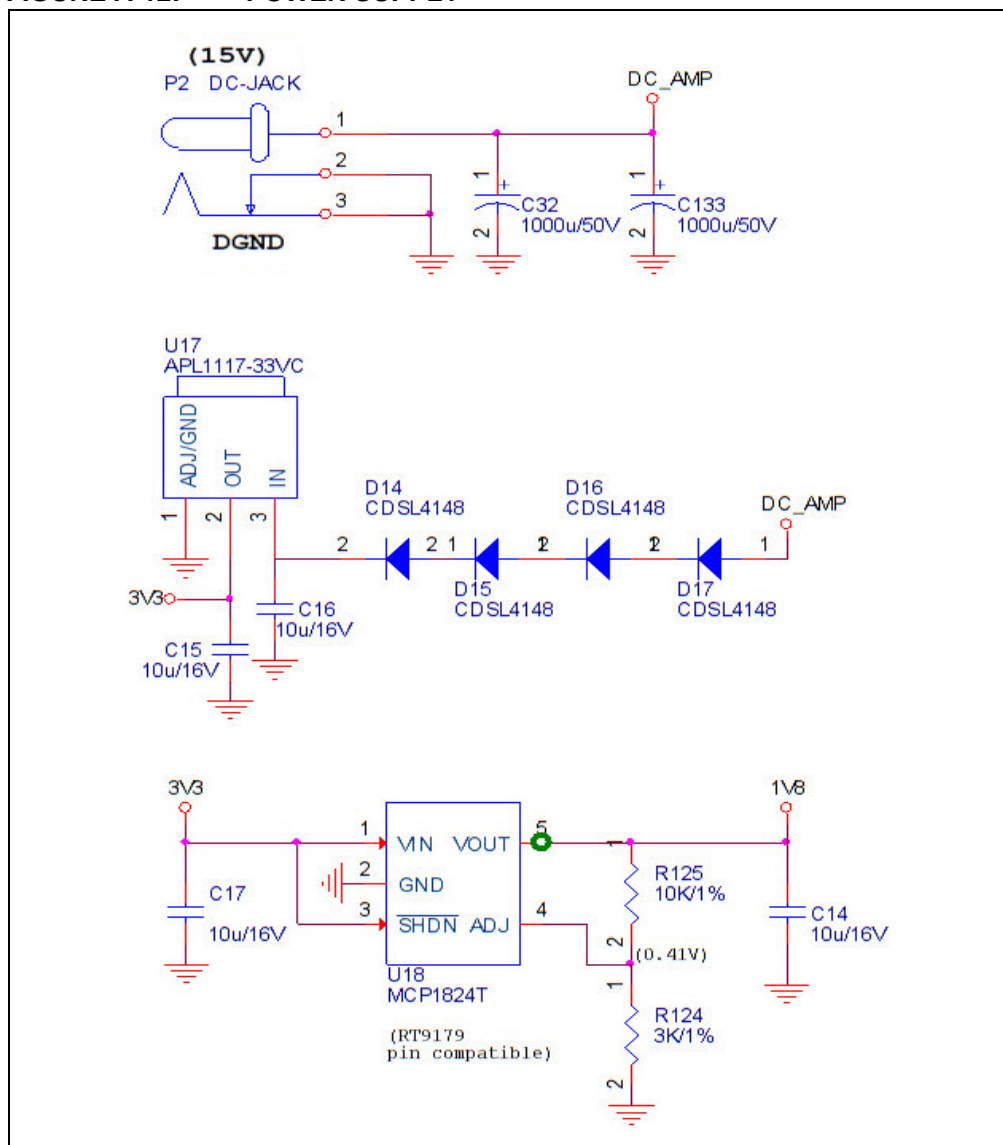 (15V)
P2 DC-JACK
1
2
3
DGND
DC_AMP
1
+
C32
1000u/50V
2
1
+
C133
1000u/50V
2
U17
APL1117-33VC
ADJ/GND
OUT
IN
1
2
3
3V3
C15
10u/16V
C16
10u/16V
D14
CDSL4148
D16
CDSL4148
DC_AMP
2
2
1
1
D15
CDSL4148
D17
CDSL4148
3V3
1V8
1
VIN
VOUT
5
2
GND
3
SHDN
ADJ
4
C17
10u/16V
U18
MCP1824T
(RT9179
pin compatible)
1
R125
10K/1%
2
(0.41V)
1
R124
3K/1%
2
C14
10u/16V